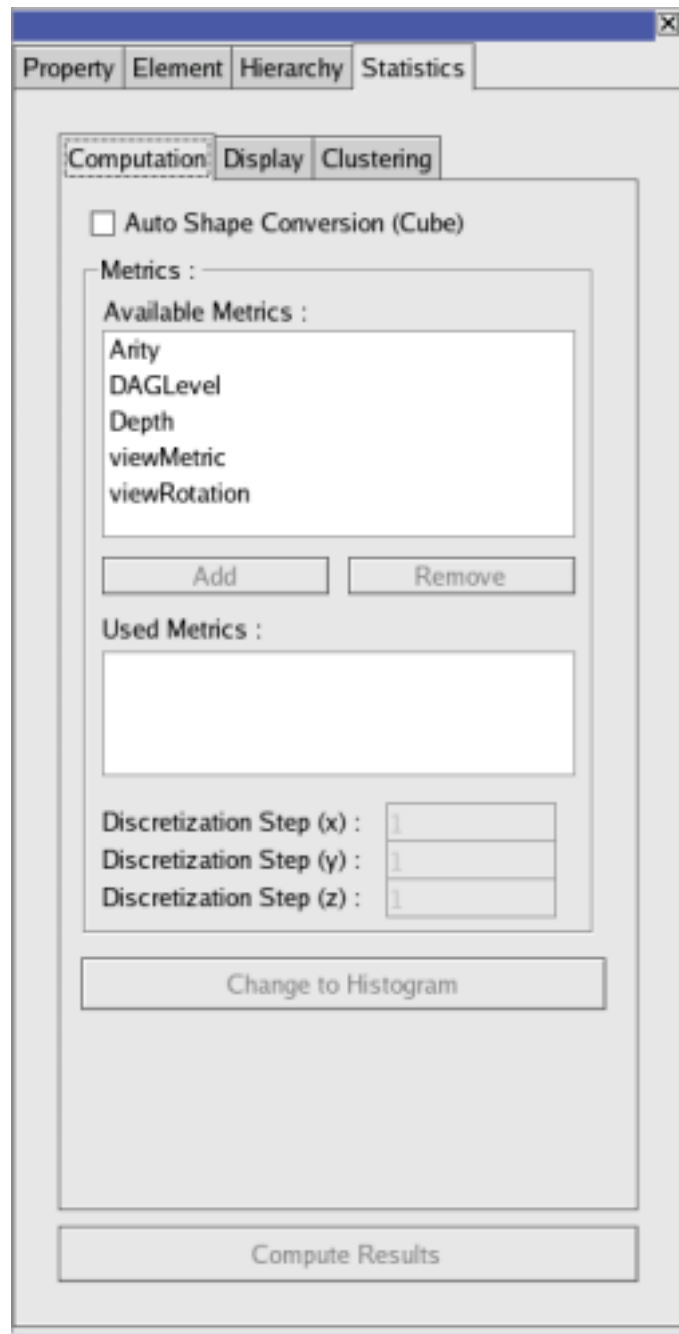 Property Element Hierarchy Statistics
Computation Display Clustering
Auto Shape Conversion (Cube)
Metrics :
Available Metrics :
Arity
DAGLevel
Depth
viewMetric
viewRotation
Add Remove
Used Metrics :
Discretization Step (x) : 1
Discretization Step (y) : 1
Discretization Step (z) : 1
Change to Histogram
Compute Results